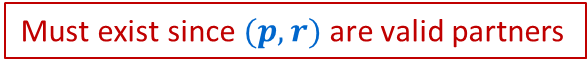 Must exist since (p, r) are valid partners